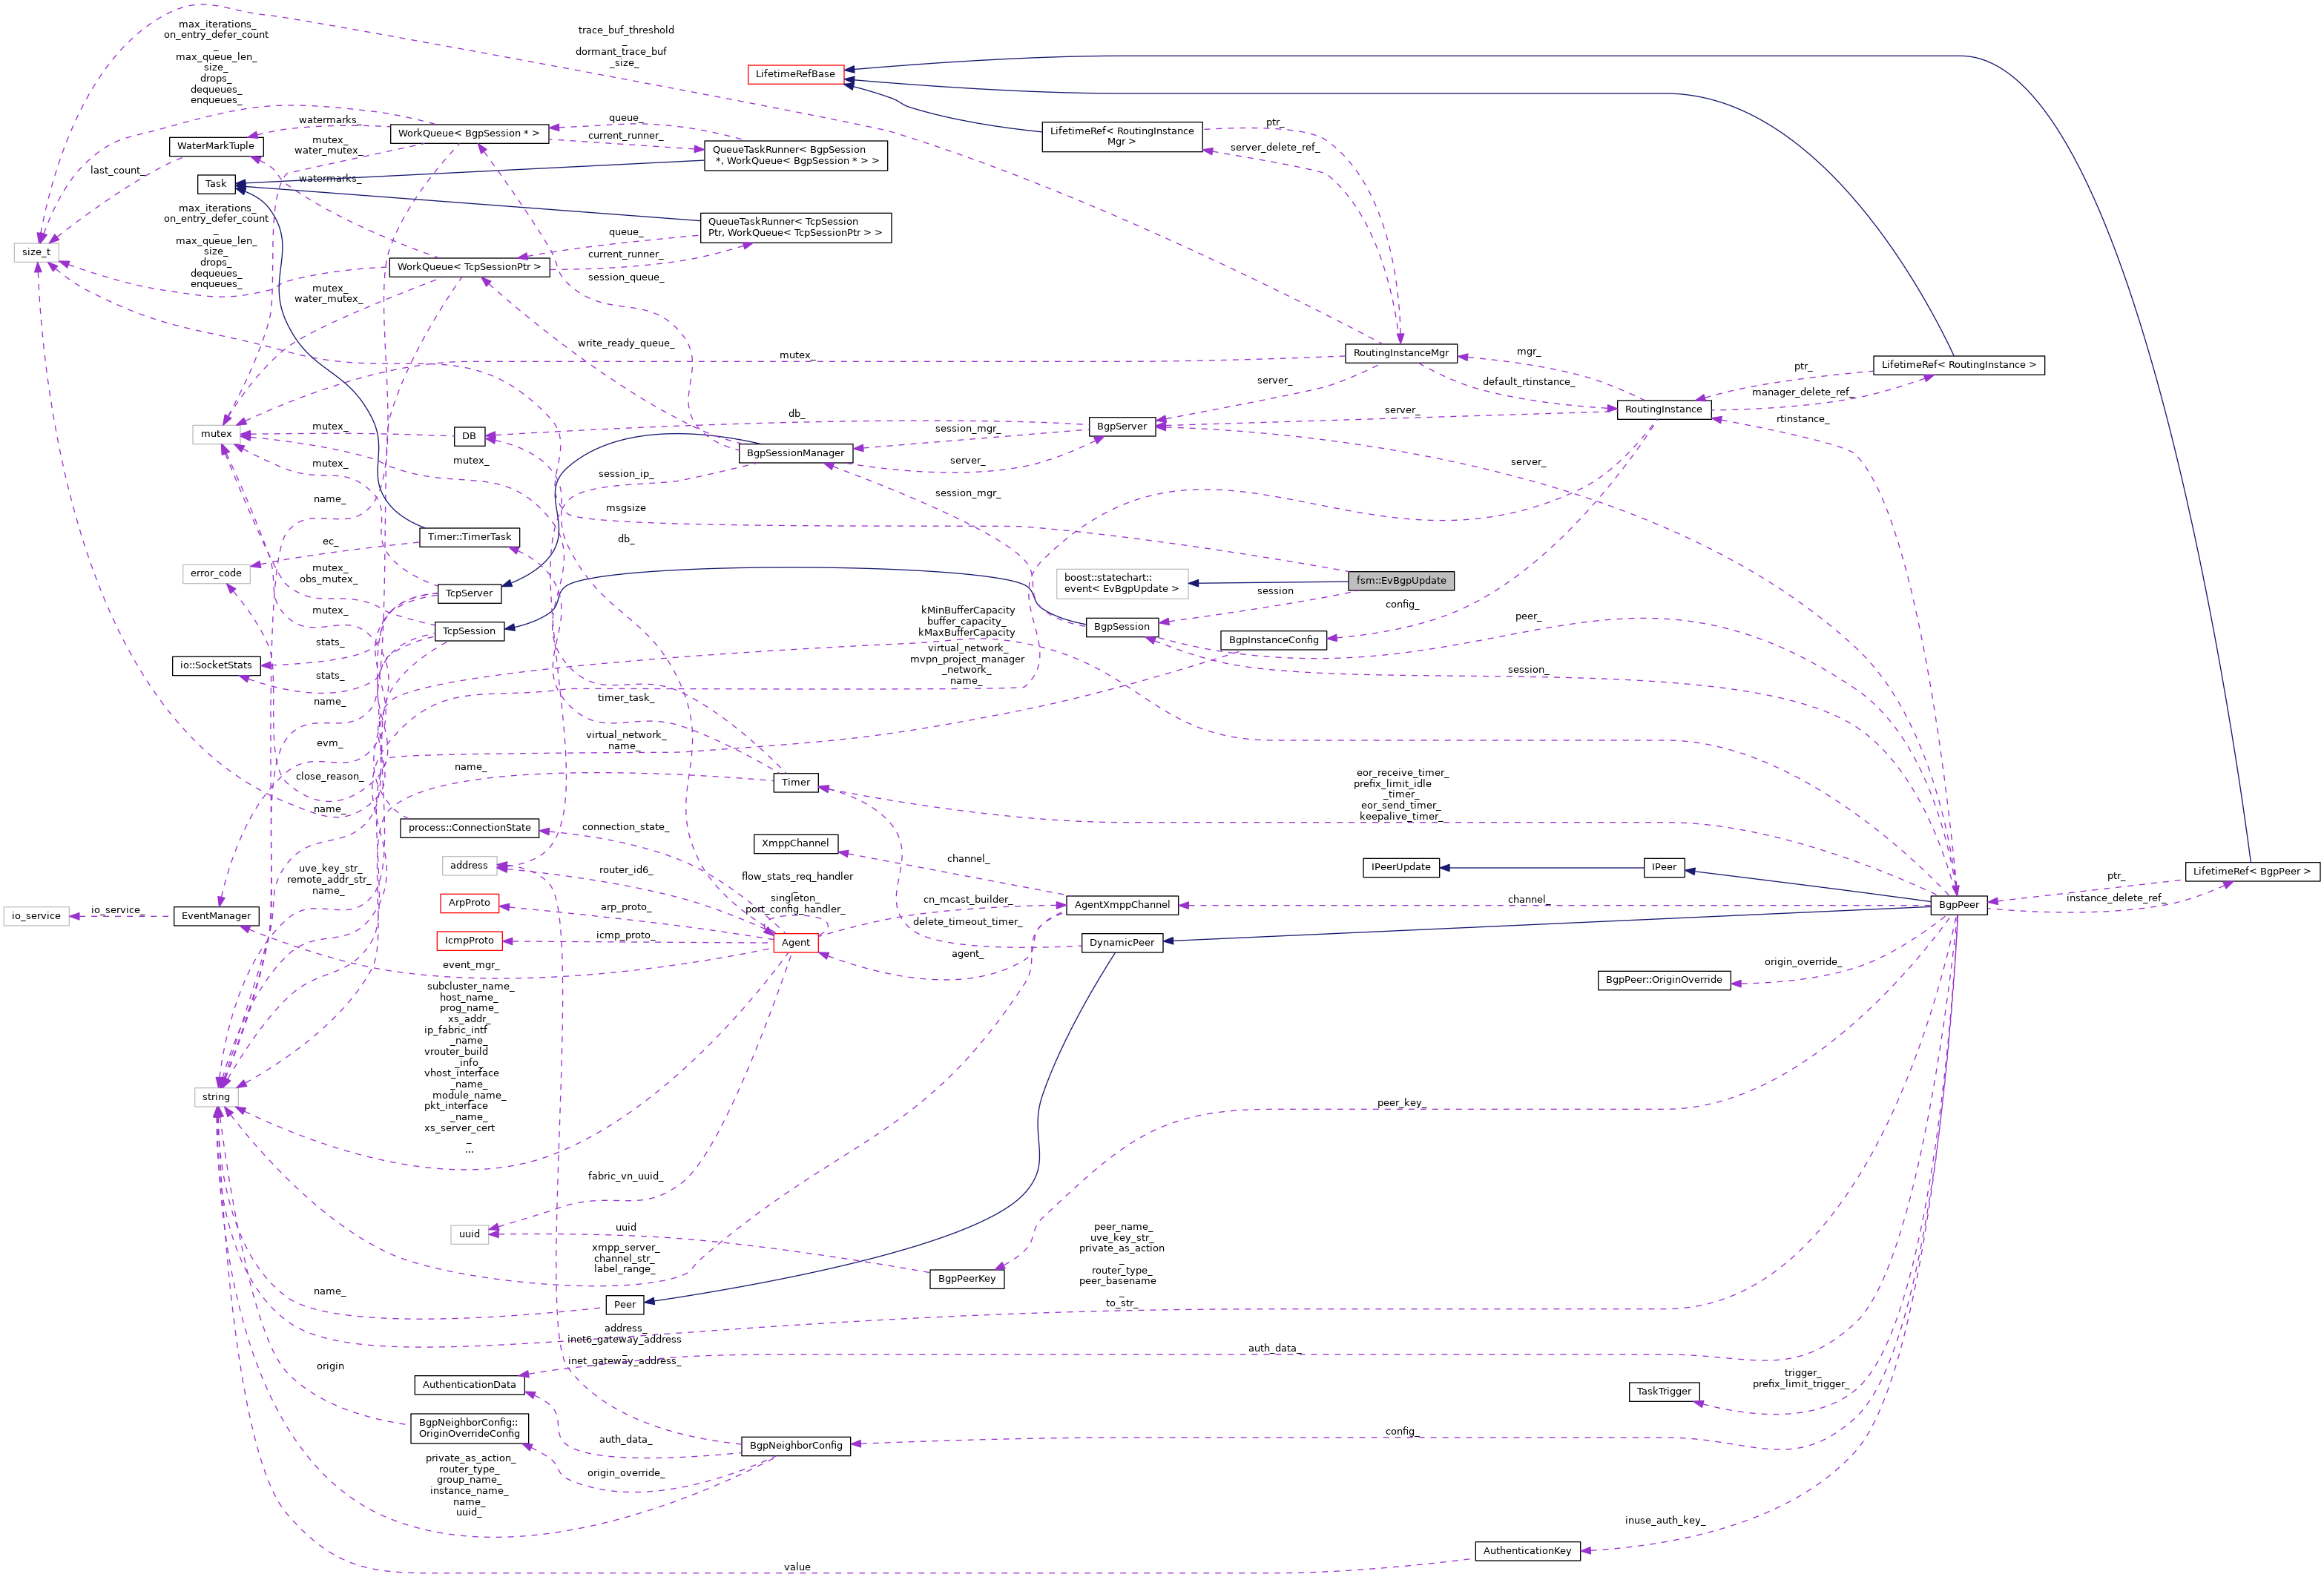 max_iterations_
on_entry_defer_count
_
max_queue_len_
size_
drops_
dequeues_
enqueues_
trace_buf_threshold
_
dormant_trace_buf
_size_
LifetimeRefBase
watermarks_
WorkQueue< BgpSession * >
queue_
current_runner_
LifetimeRef< RoutingInstance
Mgr >
ptr_
server_delete_ref_
WaterMarkTuple
mutex_
water_mutex_
QueueTaskRunner< BgpSession
*, WorkQueue< BgpSession * > >
last_count_
Task
watermarks_
max_iterations_
on_entry_defer_count
_
max_queue_len_
size_
drops_
dequeues_
enqueues_
QueueTaskRunner< TcpSession
Ptr, WorkQueue< TcpSessionPtr > >
queue_
current_runner_
size_t
WorkQueue< TcpSessionPtr >
session_queue_
mutex_
water_mutex_
write_ready_queue_
mutex_
RoutingInstanceMgr
mgr_
LifetimeRef< RoutingInstance >
ptr_
server_
default_rtinstance_
manager_delete_ref_
RoutingInstance
db_
server_
rtinstance_
mutex
mutex_
DB
BgpServer
session_mgr_
BgpSessionManager
server_
mutex_
mutex_
session_ip_
server_
name_
session_mgr_
msgsize
Timer::TimerTask
ec_
db_
error_code
mutex_
obs_mutex_
TcpServer
boost::statechart::
event< EvBgpUpdate >
fsm::EvBgpUpdate
session
config_
mutex_
kMinBufferCapacity
buffer_capacity_
kMaxBufferCapacity
peer_
TcpSession
BgpSession
BgpInstanceConfig
stats_
virtual_network_
mvpn_project_manager
_network_
name_
io::SocketStats
stats_
session_
name_
timer_task_
evm_
virtual_network_
name_
close_reason_
name_
Timer
eor_receive_timer_
prefix_limit_idle
_timer_
eor_send_timer_
keepalive_timer_
name_
process::ConnectionState
connection_state_
XmppChannel
channel_
address
router_id6_
IPeerUpdate
IPeer
LifetimeRef< BgpPeer >
uve_key_str_
remote_addr_str_
name_
flow_stats_req_handler
_
singleton_
port_config_handler_
ptr_
instance_delete_ref_
ArpProto
arp_proto_
cn_mcast_builder_
AgentXmppChannel
channel_
BgpPeer
io_service
io_service_
EventManager
delete_timeout_timer_
IcmpProto
icmp_proto_
Agent
DynamicPeer
agent_
event_mgr_
origin_override_
BgpPeer::OriginOverride
subcluster_name_
host_name_
prog_name_
xs_addr_
ip_fabric_intf
_name_
vrouter_build
_info_
vhost_interface
_name_
module_name_
pkt_interface
_name_
xs_server_cert
_
...
string
peer_key_
fabric_vn_uuid_
uuid
uuid
xmpp_server_
channel_str_
label_range_
peer_name_
uve_key_str_
private_as_action
_
router_type_
peer_basename
_
to_str_
BgpPeerKey
name_
Peer
address_
inet6_gateway_address
_
inet_gateway_address_
auth_data_
origin
AuthenticationData
TaskTrigger
trigger_
prefix_limit_trigger_
BgpNeighborConfig::
OriginOverrideConfig
auth_data_
config_
BgpNeighborConfig
private_as_action_
router_type_
group_name_
instance_name_
name_
uuid_
origin_override_
inuse_auth_key_
AuthenticationKey
value